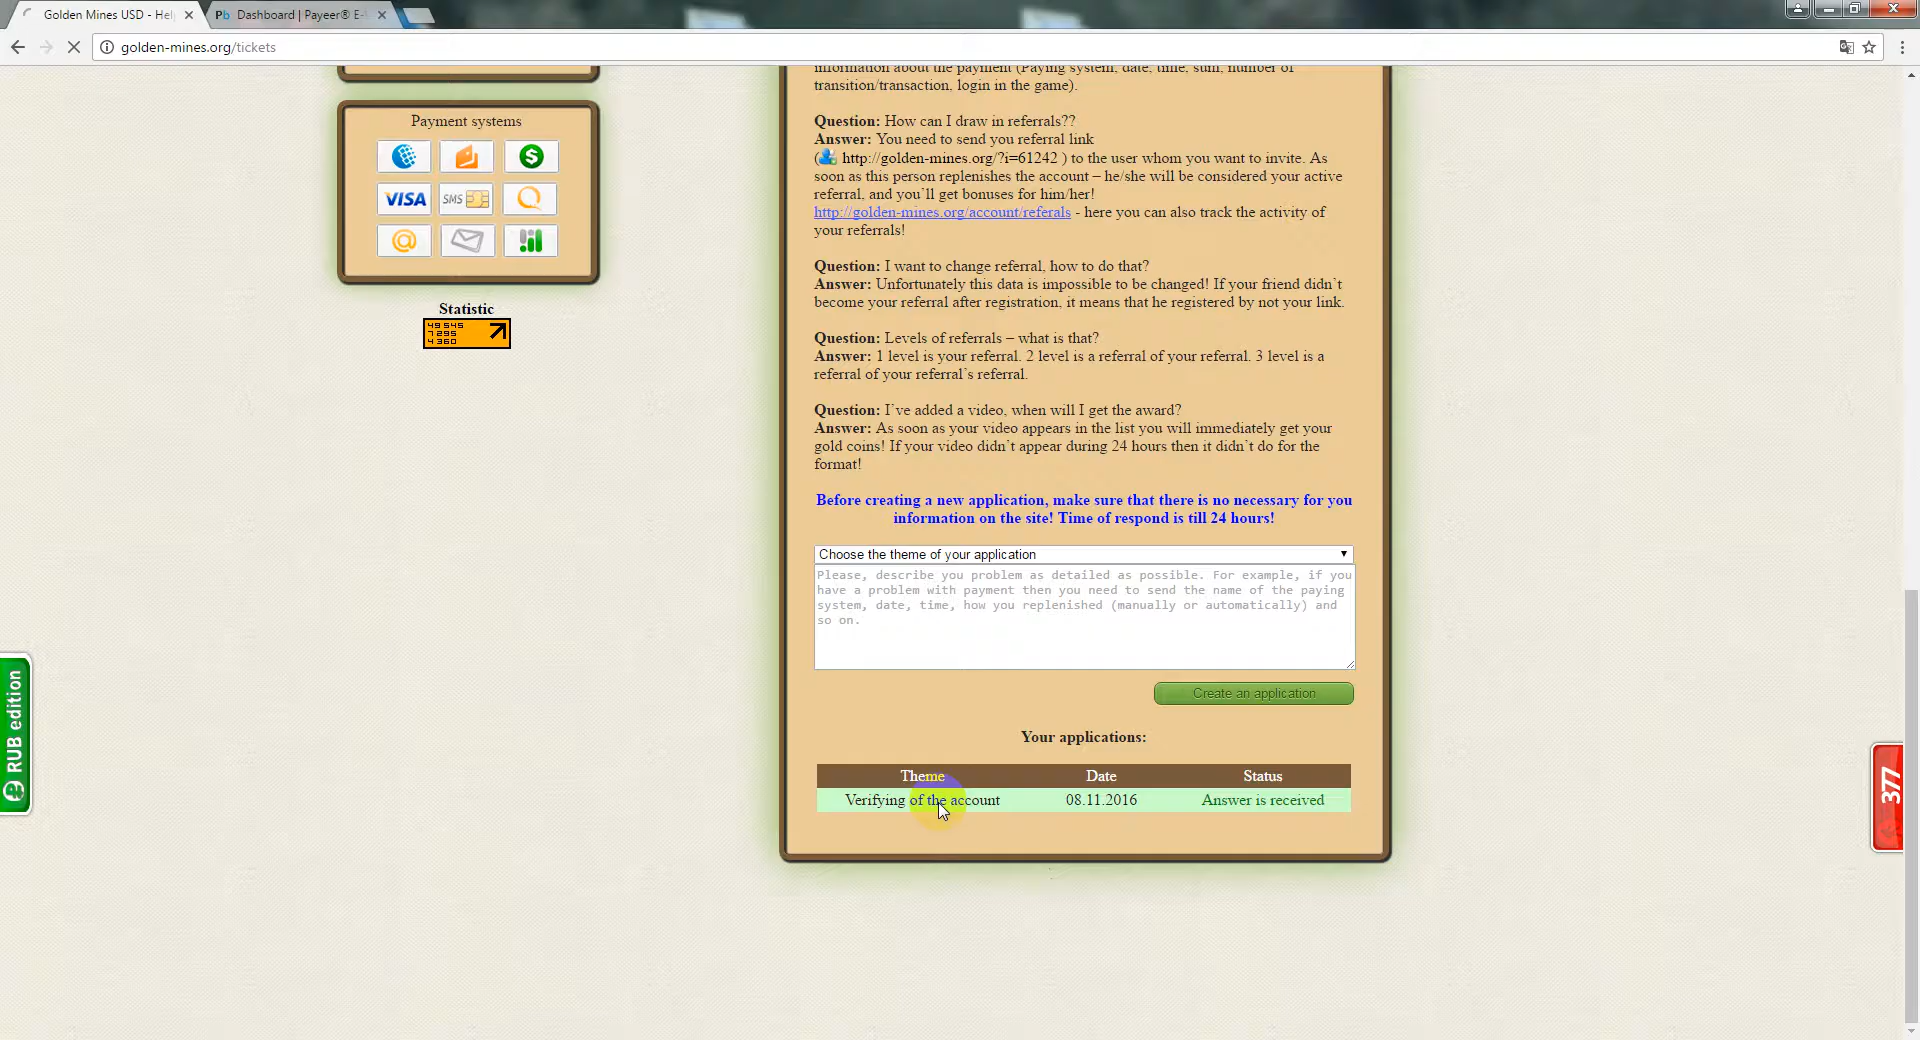 Golden Mines USD - Hel
Pb Dashboard | Payeer® E-
golden-mines.org/tickets
information about the payment (Paying system, date, time, sum, number of
transition/transaction, login in the game).
Payment systems
VISA
SMS
Statistic
49 545
7 295
4 360
Question: How can I draw in referrals??
Answer: You need to send you referral link
( http://golden-mines.org/?i=61242 ) to the user whom you want to invite. As
soon as this person replenishes the account – he/she will be considered your active
referral, and you’ll get bonuses for him/her!
http://golden-mines.org/account/referals - here you can also track the activity of
your referrals!
Question: I want to change referral, how to do that?
Answer: Unfortunately this data is impossible to be changed! If your friend didn’t
become your referral after registration, it means that he registered by not your link.
Question: Levels of referrals – what is that?
Answer: 1 level is your referral. 2 level is a referral of your referral. 3 level is a
referral of your referral’s referral.
Question: I’ve added a video, when will I get the award?
Answer: As soon as your video appears in the list you will immediately get your
gold coins! If your video didn’t appear during 24 hours then it didn’t do for the
format!
Before creating a new application, make sure that there is no necessary for you
information on the site! Time of respond is till 24 hours!
Choose the theme of your application
Please, describe you problem as detailed as possible. For example, if you
have a problem with payment then you need to send the name of the paying
system, date, time, how you replenished (manually or automatically) and
so on.
Create an application
Your applications:
Theme Date Status
Verifying of the account 08.11.2016 Answer is received
RUB edition
377